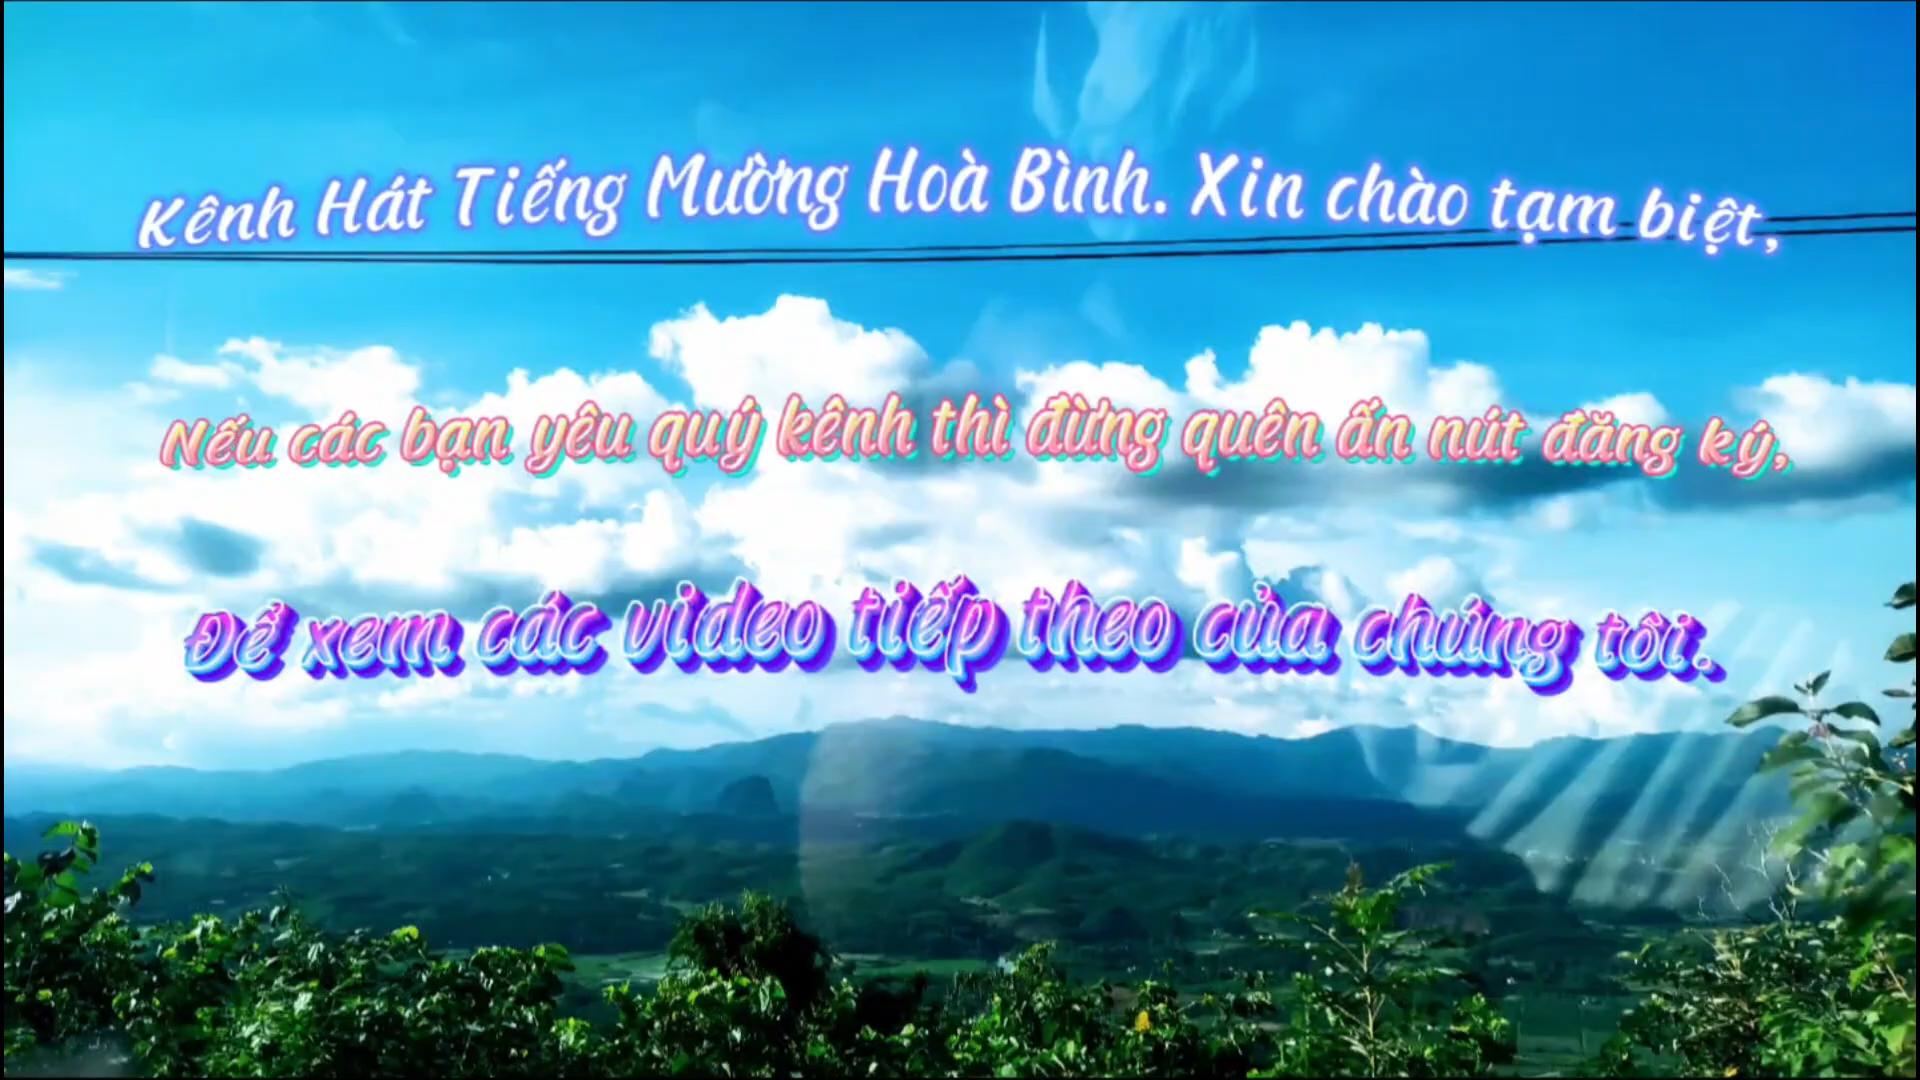 Kênh Hát Tiếng Mường Hoà Bình. Xin chào tạm biệt,
Nếu các bạn yêu quý kênh thì đừng quên ấn nút đăng ký,
Để xem các video tiếp theo của chúng tôi.